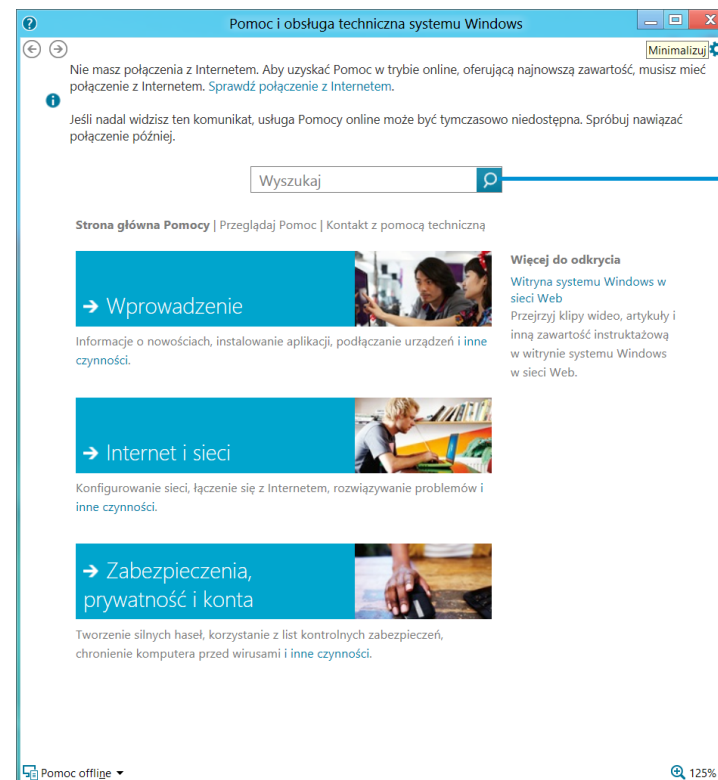 Pomoc i obsługa techniczna systemu Windows
Minimalizuj
Nie masz połączenia z Internetem. Aby uzyskać Pomoc w trybie online, oferującą najnowszą zawartość, musisz mieć
połączenie z Internetem. Sprawdź połączenie z Internetem.
Jeśli nadal widzisz ten komunikat, usługa Pomocy online może być tymczasowo niedostępna. Spróbuj nawiązać
połączenie później.
Wyszukaj
Strona główna Pomocy | Przeglądaj Pomoc | Kontakt z pomocą techniczną
Wprowadzenie
Informacje o nowościach, instalowanie aplikacji, podłączanie urządzeń i inne
czynności.
Internet i sieci
Konfigurowanie sieci, łączenie się z Internetem, rozwiązywanie problemów i
inne czynności.
Zabezpieczenia,
prywatność i konta
Tworzenie silnych haseł, korzystanie z list kontrolnych zabezpieczeń,
chronienie komputera przed wirusami i inne czynności.
Więcej do odkrycia
Witryna systemu Windows w
sieci Web
Przejrzyj klipy wideo, artykuły i
inną zawartość instruktażową
w witrynie systemu Windows
w sieci Web.
Pomoc offline
125%